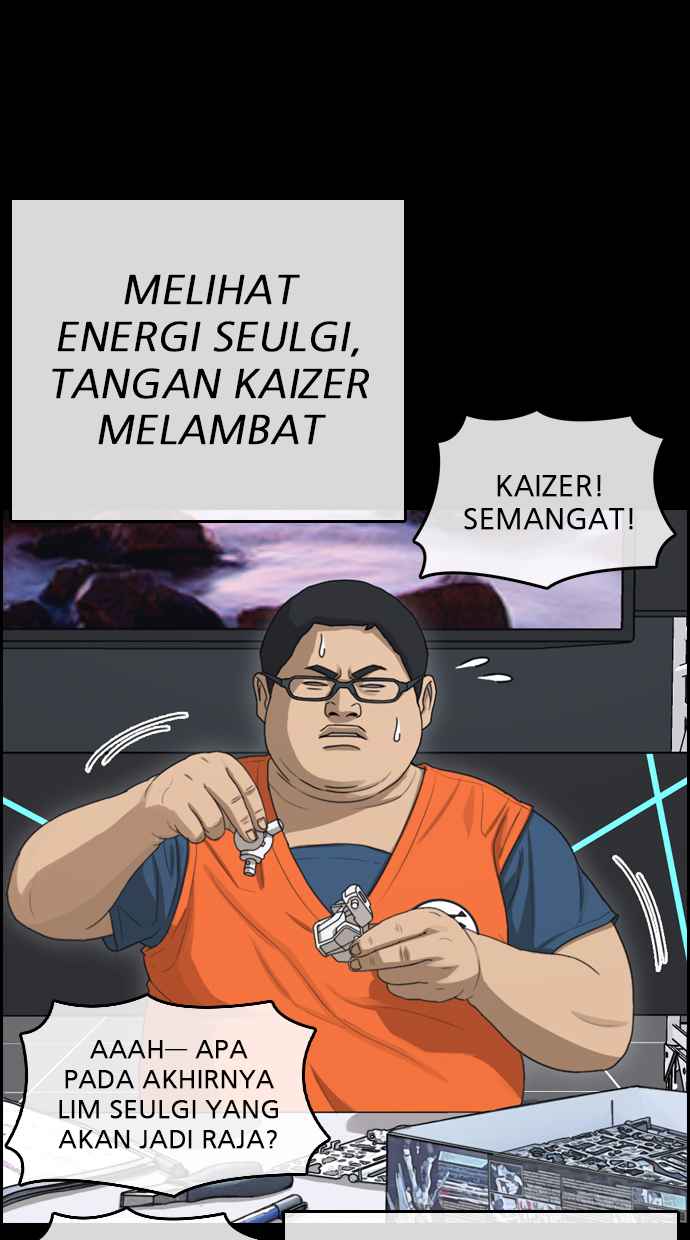 MELIHAT
ENERGI SEULGI,
TANGAN KAIZER
MELAMBAT
KAIZER!
SEMANGAT!
AAAH— APA
PADA AKHIRNYA
LIM SEULGI YANG
AKAN JADI RAJA?